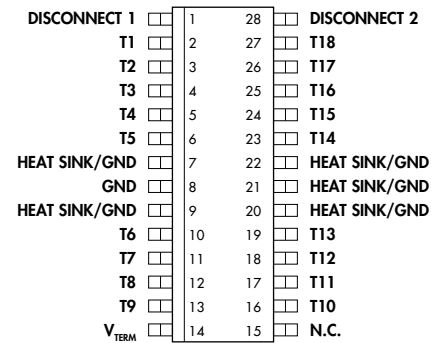 DISCONNECT 1 1 28 DISCONNECT 2
T1 2 27 T18
T2 3 26 T17
T3 4 25 T16
T4 5 24 T15
T5 6 23 T14
HEAT SINK/GND 7 22 HEAT SINK/GND
GND 8 21 HEAT SINK/GND
HEAT SINK/GND 9 20 HEAT SINK/GND
T6 10 19 T13
T7 11 18 T12
T8 12 17 T11
T9 13 16 T10
VTERM 14 15 N.C.